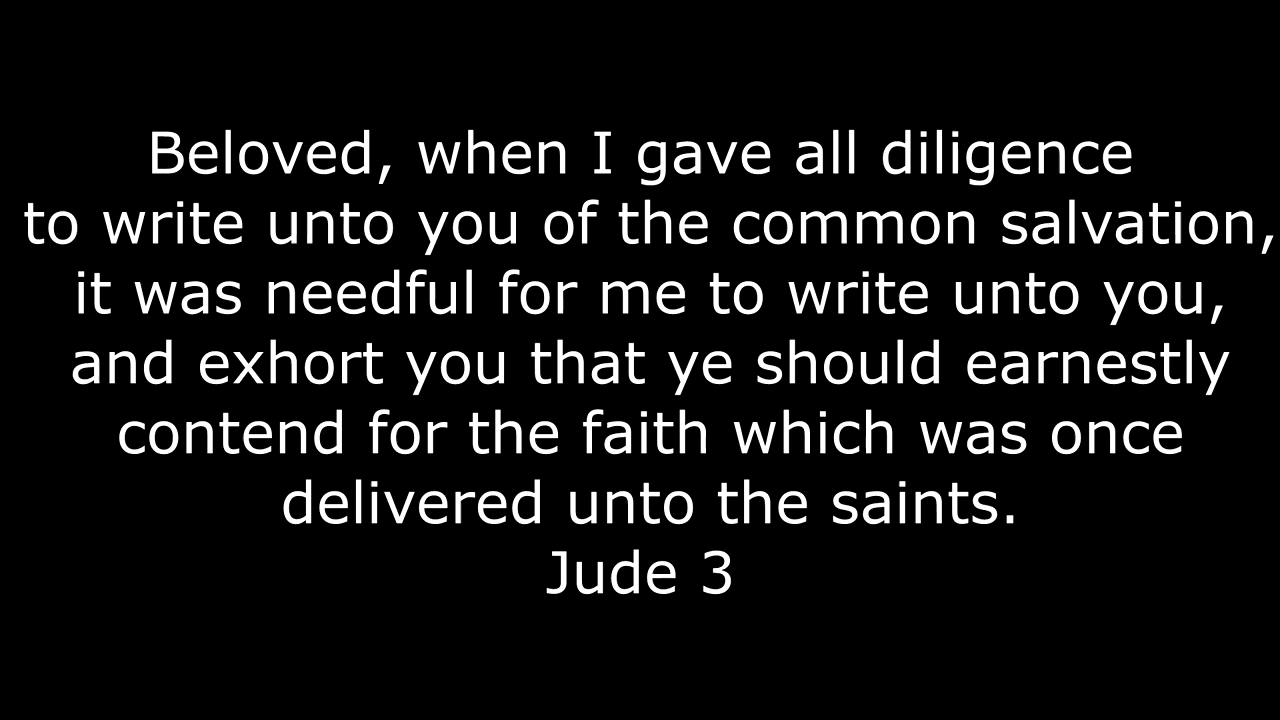 Beloved, when I gave all diligence
to write unto you of the common salvation,
it was needful for me to write unto you,
and exhort you that ye should earnestly
contend for the faith which was once
delivered unto the saints.
Jude 3